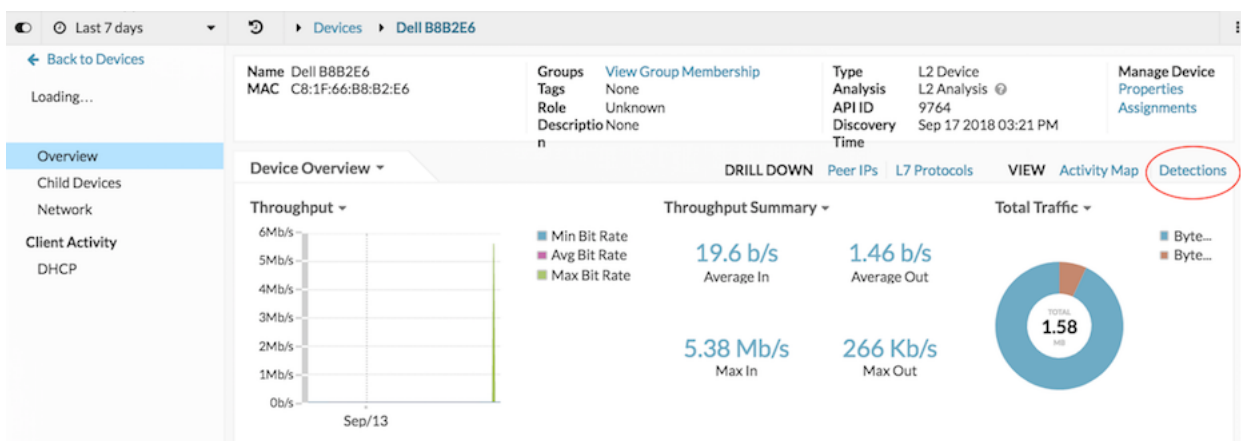 Last 7 days
Devices
Dell B8B2E6
Back to Devices
Loading...
Overview
Child Devices
Network
Client Activity
DHCP
Name Dell B8B2E6
MAC C8:1F:66:B8:B2:E6
Groups View Group Membership
Tags None
Role Unknown
Descriptio None
n
Type L2 Device
Analysis L2 Analysis
API ID 9764
Discovery Sep 17 2018 03:21 PM
Time
Manage Device
Properties
Assignments
Device Overview
DRILL DOWN Peer IPs L7 Protocols VIEW Activity Map Detections
Throughput
6Mb/s
5Mb/s
4Mb/s
3Mb/s
2Mb/s
1Mb/s
0b/s
Sep/13
Min Bit Rate
Avg Bit Rate
Max Bit Rate
Throughput Summary
19.6 b/s
Average In
1.46 b/s
Average Out
5.38 Mb/s
Max In
266 Kb/s
Max Out
Total Traffic
TOTAL
1.58
MB
Byte...
Byte...